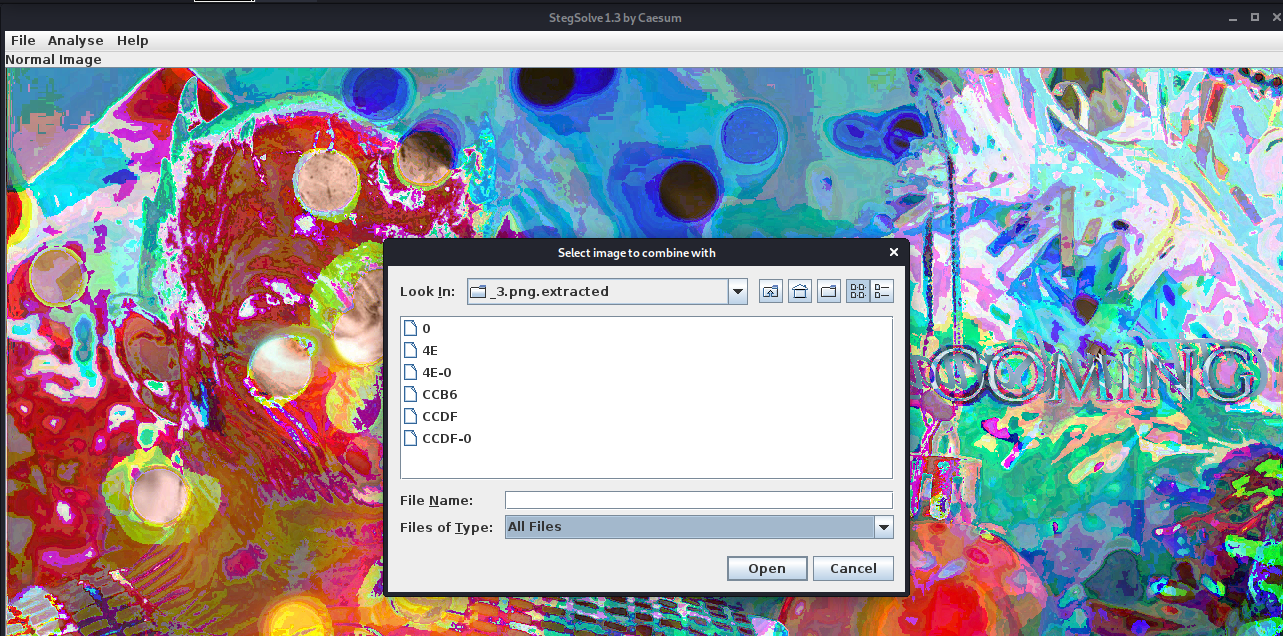 StegSolve 1.3 by Caesum
File Analyse Help
Normal Image
Select image to combine with
Look In: _3.png.extracted
0
4E
4E-0
CCB6
CCDF
CCDF-0
COMING
File Name:
Files of Type: All Files
Open Cancel